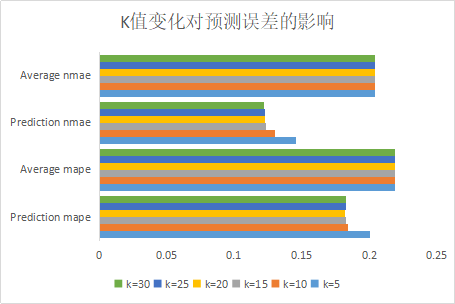 K值变化对预测误差的影响
Average nmae
Prediction nmae
Average mape
Prediction mape
0 0.05 0.1 0.15 0.2 0.25
k=30 k=25 k=20 k=15 k=10 k=5